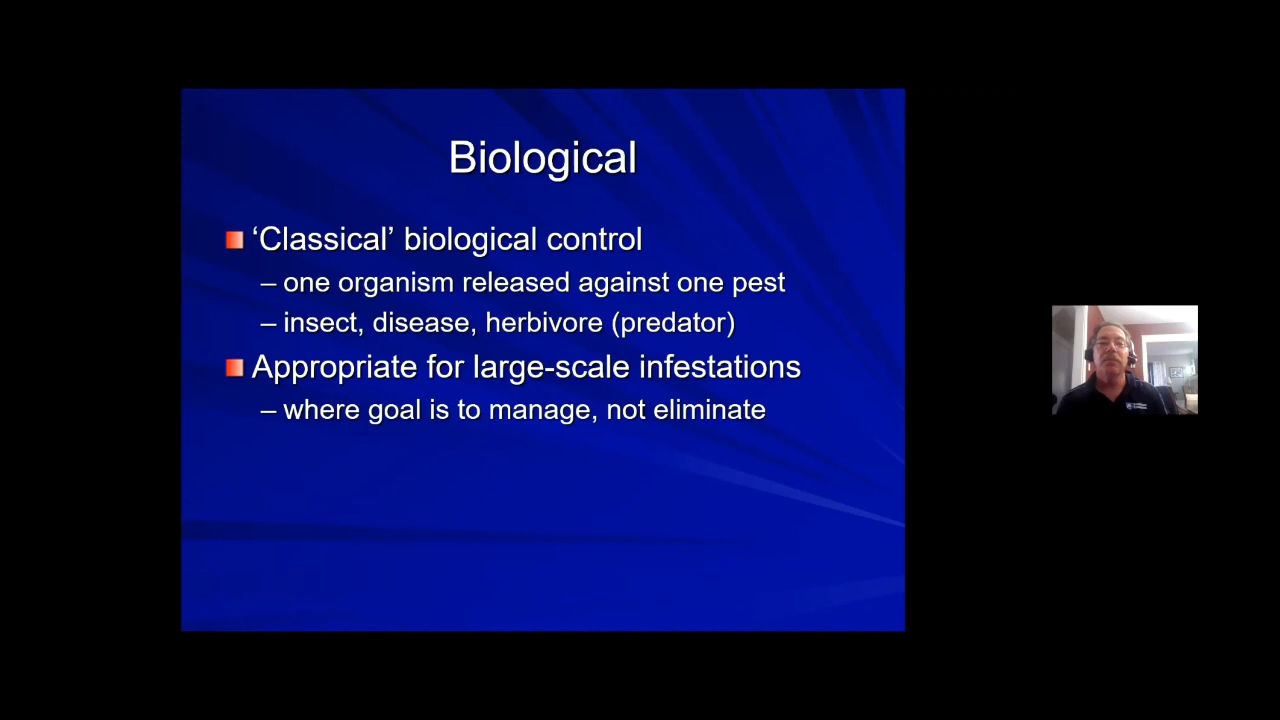 Biological
‘Classical’ biological control
– one organism released against one pest
– insect, disease, herbivore (predator)
Appropriate for large-scale infestations
– where goal is to manage, not eliminate